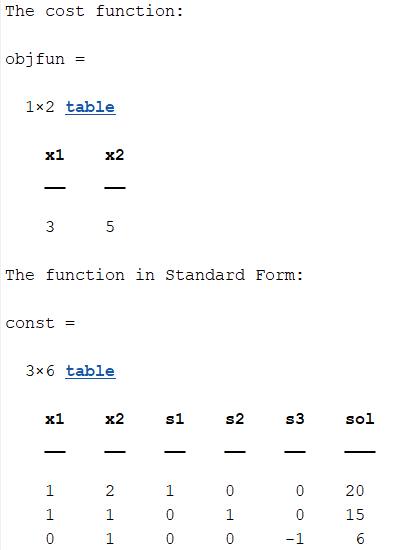 The cost function:
objfun =
1×2 table
x1 x2
3 5
The function in Standard Form:
const =
3×6 table
x1 x2 s1 s2 s3 sol
1 2 1 0 0 20
1 1 0 1 0 15
0 1 0 0 -1 6